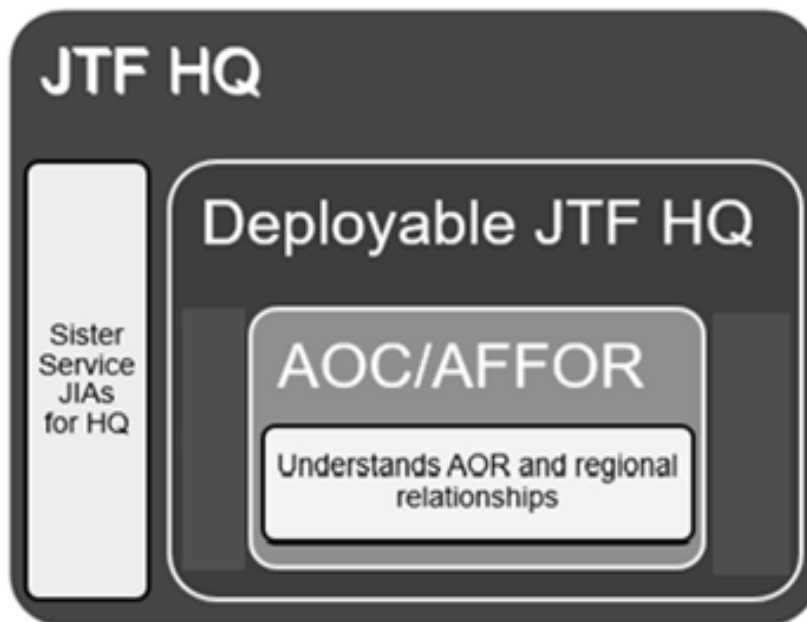 JTF HQ
Deployable JTF HQ
Sister
Service
JIAs
for HQ
AOC/AFFOR
Understands AOR and regional
relationships